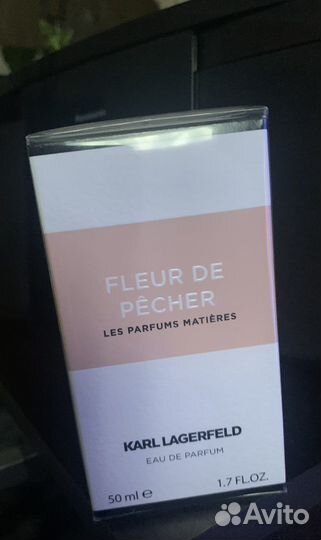 FLEUR DE
PÊCHER
LES PARFUMS MATIÈRES
KARL LAGERFELD
EAU DE PARFUM
50 ml ℮
1.7 FL.OZ.
Avito